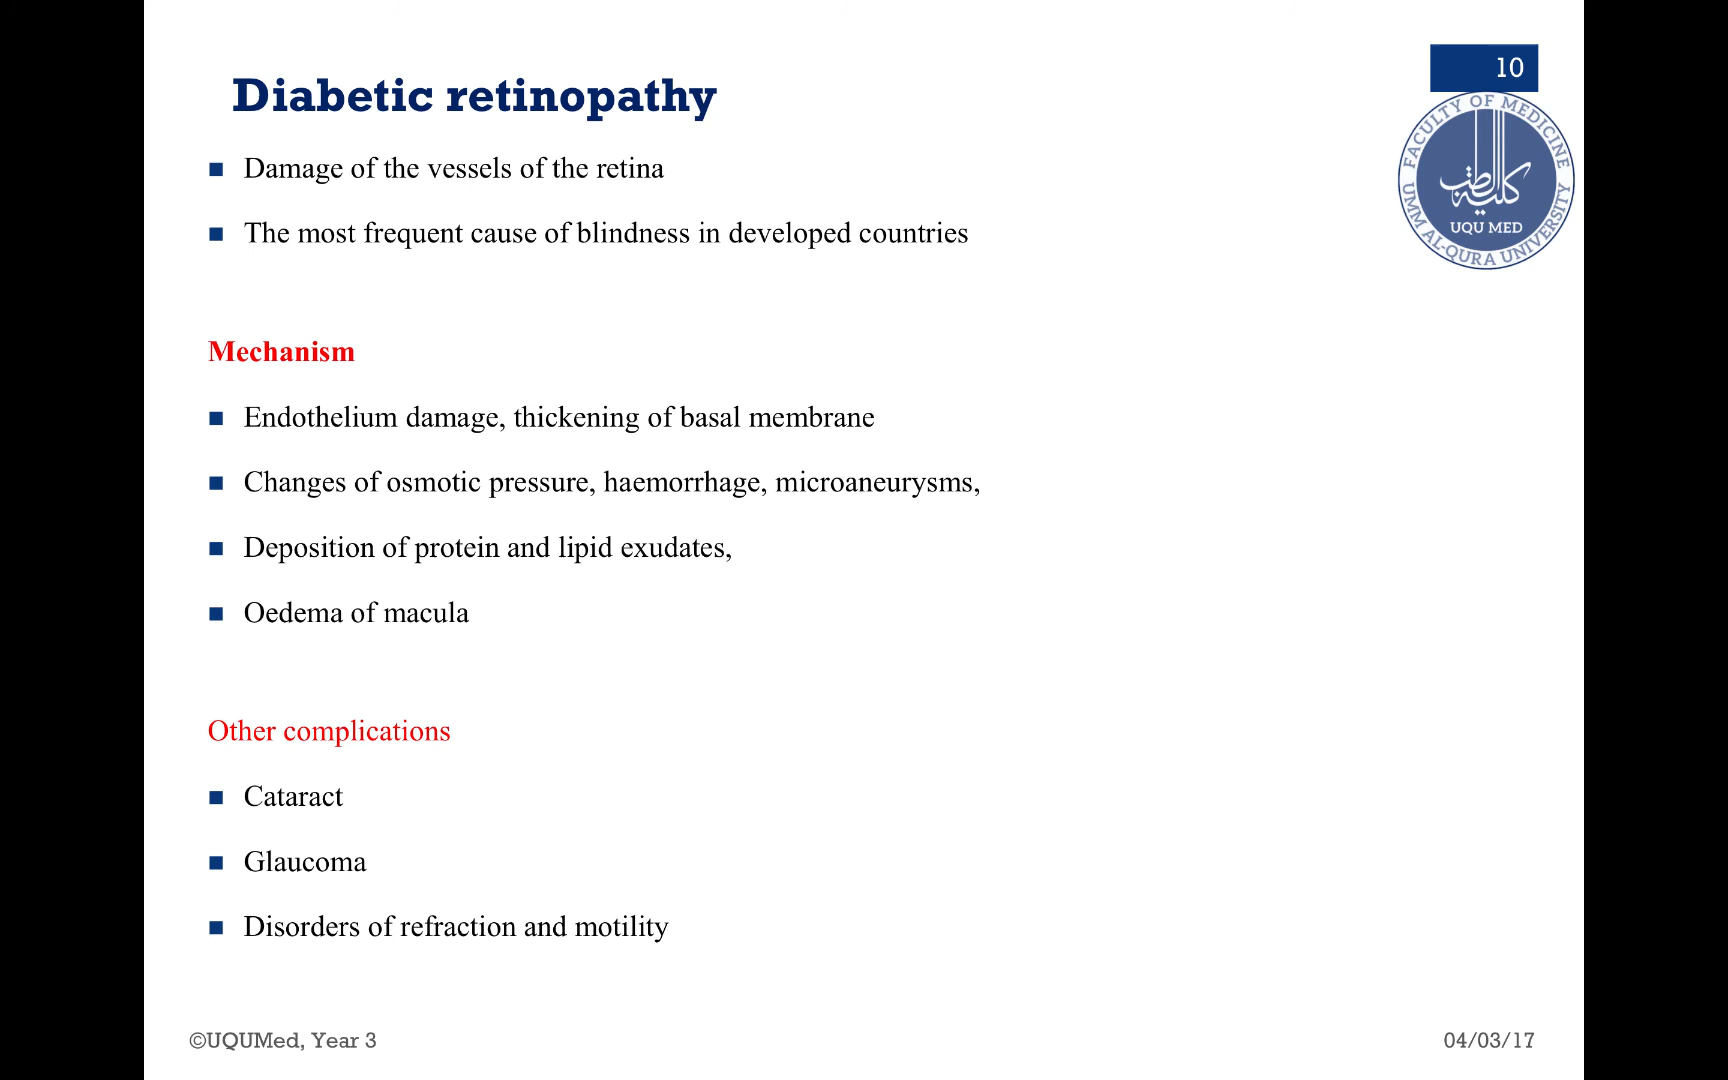 10
Diabetic retinopathy
Damage of the vessels of the retina
The most frequent cause of blindness in developed countries
FACULTY OF MEDICINE
كلية الطب
UQU MED
UMM AL-QURA UNIVERSITY
Mechanism
Endothelium damage, thickening of basal membrane
Changes of osmotic pressure, haemorrhage, microaneurysms,
Deposition of protein and lipid exudates,
Oedema of macula
Other complications
Cataract
Glaucoma
Disorders of refraction and motility
©UQUMed, Year 3
04/03/17